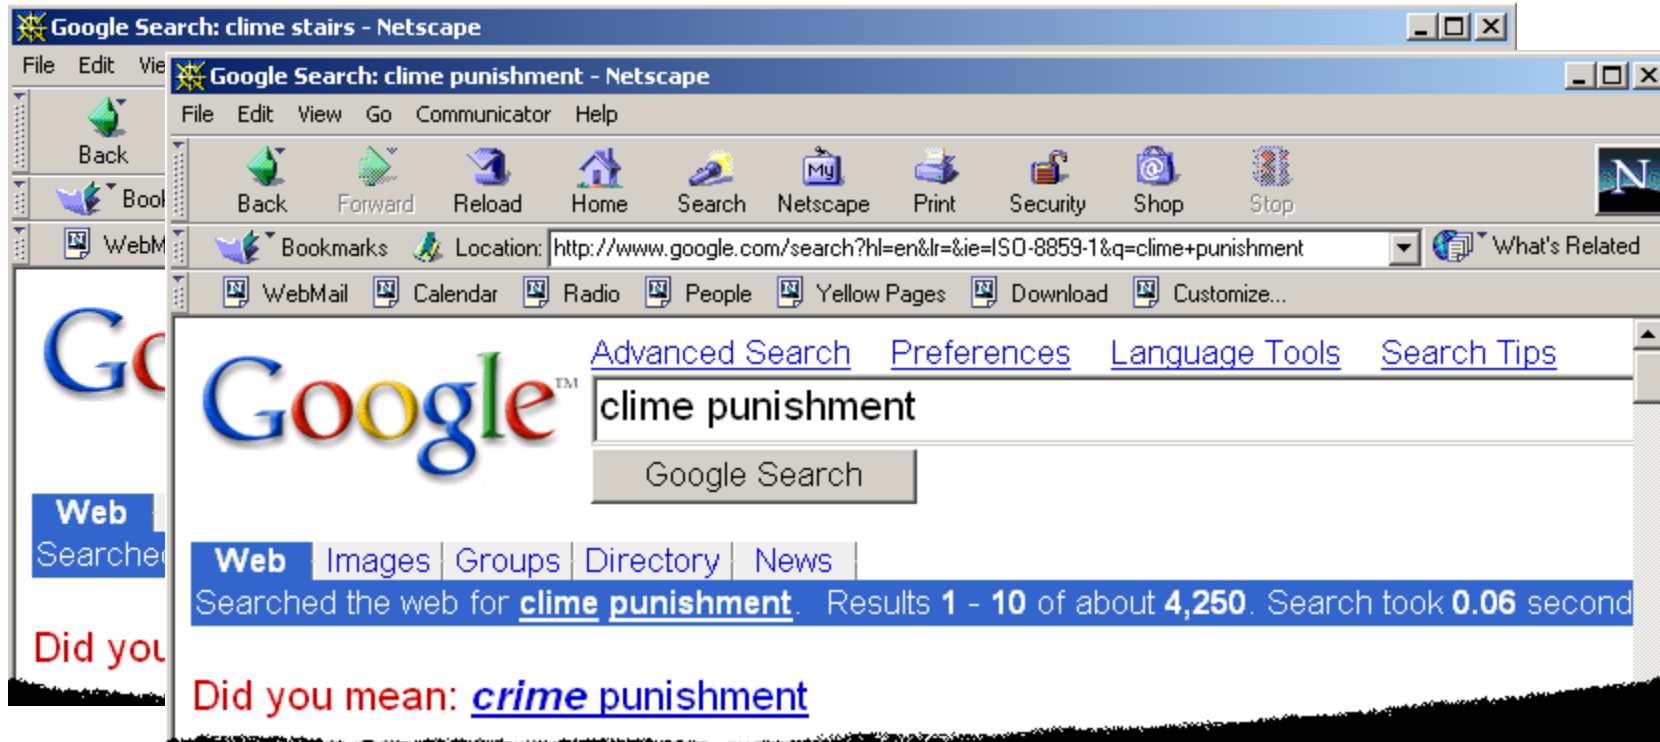 Google Search: clime stairs - Netscape
File Edit Vie
Back
Book
WebM
Go
Web
Searched
Did you
Google Search: clime punishment - Netscape
File Edit View Go Communicator Help
Back Forward Reload Home Search Netscape Print Security Shop Stop
My
N
Bookmarks Location: http://www.google.com/search?hl=en&lr=&ie=ISO-8859-1&q=clime+punishment What's Related
WebMail Calendar Radio People Yellow Pages Download Customize...
Advanced Search Preferences Language Tools Search Tips
Google™
clime punishment
Google Search
Web Images Groups Directory News
Searched the web for clime punishment. Results 1 - 10 of about 4,250. Search took 0.06 second
Did you mean: crime punishment